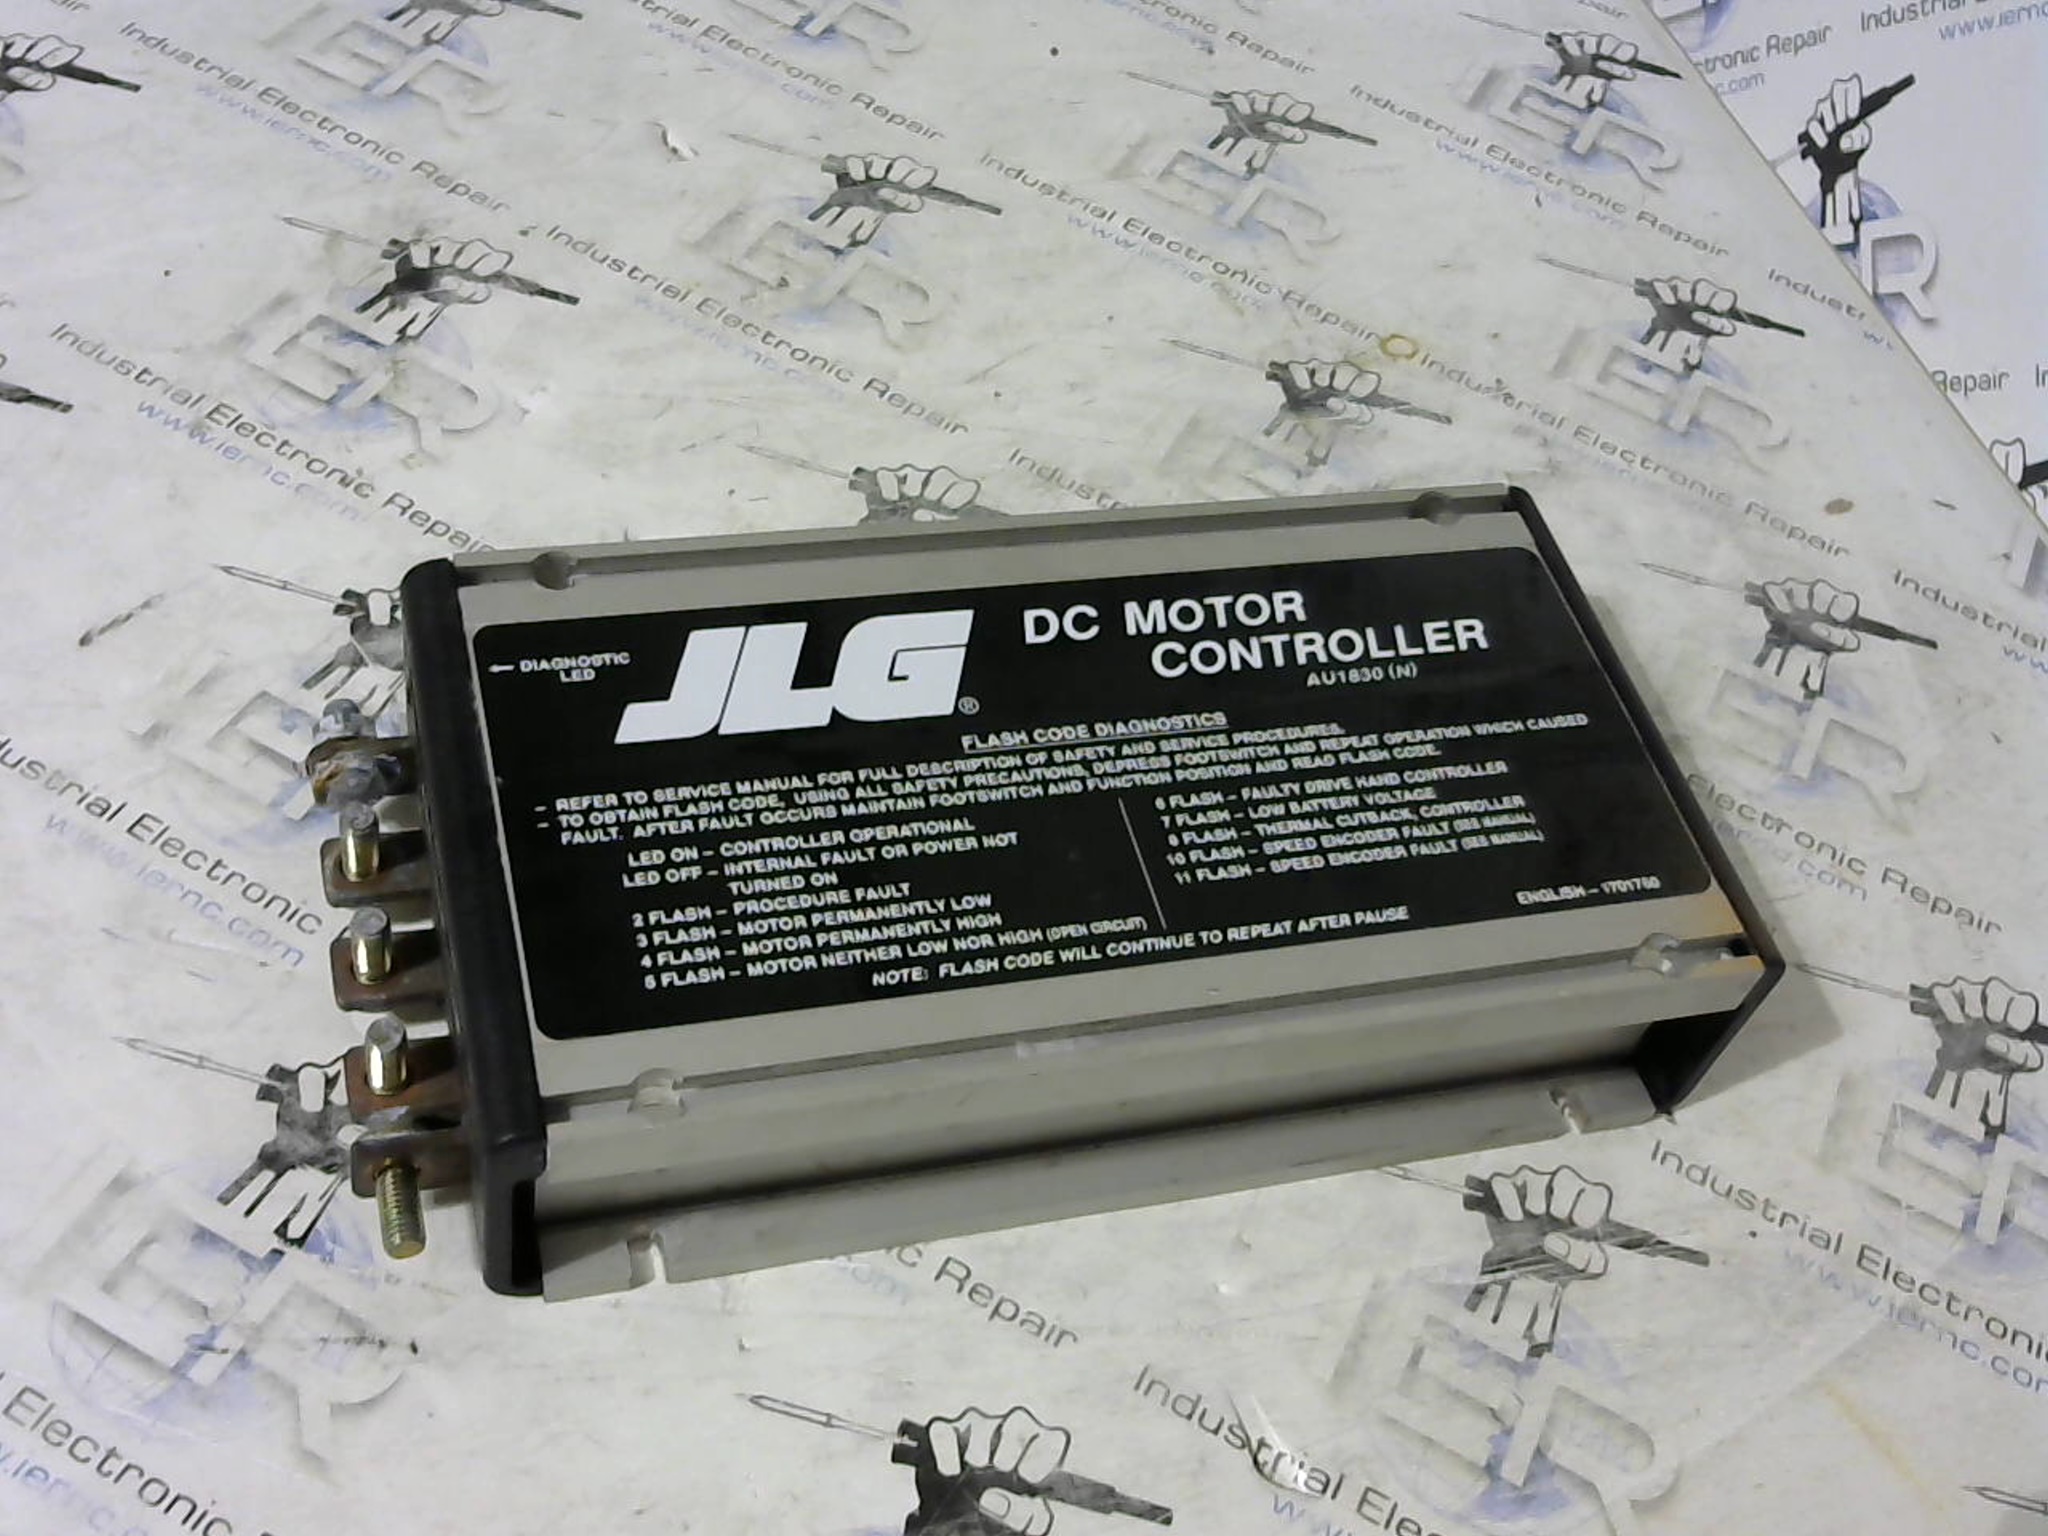 Industrial Electronic Repair
www.iernc.com
IER
← DIAGNOSTIC
LED
JLG®
DC MOTOR
CONTROLLER
AU1830 (N)
FLASH CODE DIAGNOSTICS
– REFER TO SERVICE MANUAL FOR FULL DESCRIPTION OF SAFETY AND SERVICE PROCEDURES.
– TO OBTAIN FLASH CODE, USING ALL SAFETY PRECAUTIONS, DEPRESS FOOTSWITCH AND REPEAT OPERATION WHICH CAUSED
FAULT. AFTER FAULT OCCURS MAINTAIN FOOTSWITCH AND FUNCTION POSITION AND READ FLASH CODE.
LED ON – CONTROLLER OPERATIONAL
LED OFF – INTERNAL FAULT OR POWER NOT
TURNED ON
2 FLASH – PROCEDURE FAULT
3 FLASH – MOTOR PERMANENTLY LOW
4 FLASH – MOTOR PERMANENTLY HIGH
5 FLASH – MOTOR NEITHER LOW NOR HIGH (OPEN CIRCUIT)
6 FLASH – FAULTY DRIVE HAND CONTROLLER
7 FLASH – LOW BATTERY VOLTAGE
FLASH – THERMAL CUTBACK, CONTROLLER
10 FLASH – SPEED ENCODER FAULT (SEE MANUAL)
11 FLASH – SPEED ENCODER FAULT (SEE MANUAL)
NOTE: FLASH CODE WILL CONTINUE TO REPEAT AFTER PAUSE
ENGLISH – 1701760